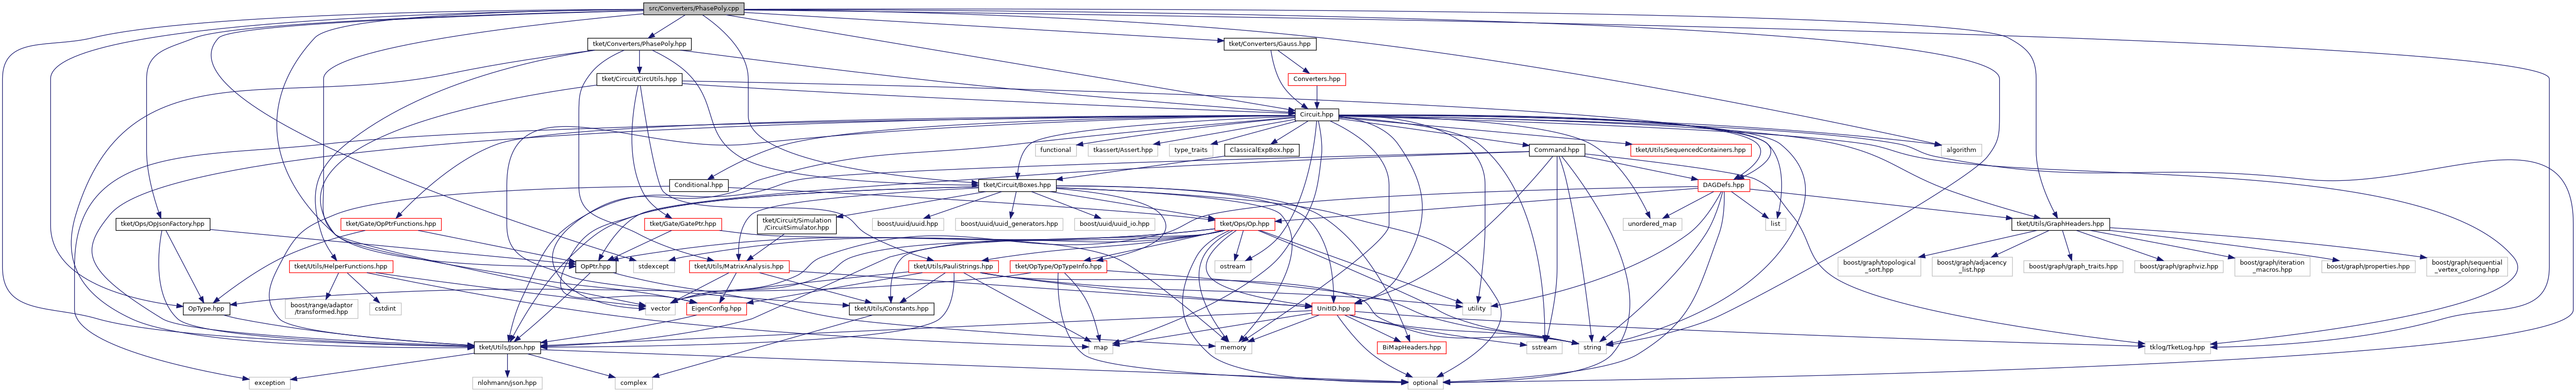 src/Converters/PhasePoly.cpp
tket/Converters/PhasePoly.hpp
tket/Converters/Gauss.hpp
tket/Circuit/CircUtils.hpp
Converters.hpp
Circuit.hpp
functional
tkassert/Assert.hpp
type_traits
ClassicalExpBox.hpp
Command.hpp
tket/Utils/SequencedContainers.hpp
algorithm
Conditional.hpp
tket/Circuit/Boxes.hpp
DAGDefs.hpp
tket/Ops/OpJsonFactory.hpp
tket/Gate/OpPtrFunctions.hpp
tket/Gate/GatePtr.hpp
tket/Circuit/Simulation
/CircuitSimulator.hpp
boost/uuid/uuid.hpp
boost/uuid/uuid_generators.hpp
boost/uuid/uuid_io.hpp
tket/Ops/Op.hpp
unordered_map
list
tket/Utils/GraphHeaders.hpp
tket/Utils/HelperFunctions.hpp
OpPtr.hpp
stdexcept
tket/Utils/MatrixAnalysis.hpp
tket/Utils/PauliStrings.hpp
tket/OpType/OpTypeInfo.hpp
ostream
boost/graph/topological
_sort.hpp
boost/graph/adjacency
_list.hpp
boost/graph/graph_traits.hpp
boost/graph/graphviz.hpp
boost/graph/iteration
_macros.hpp
boost/graph/properties.hpp
boost/graph/sequential
_vertex_coloring.hpp
OpType.hpp
boost/range/adaptor
/transformed.hpp
cstdint
vector
EigenConfig.hpp
tket/Utils/Constants.hpp
UnitID.hpp
utility
tket/Utils/Json.hpp
map
memory
BiMapHeaders.hpp
sstream
string
tklog/TketLog.hpp
exception
nlohmann/json.hpp
complex
optional